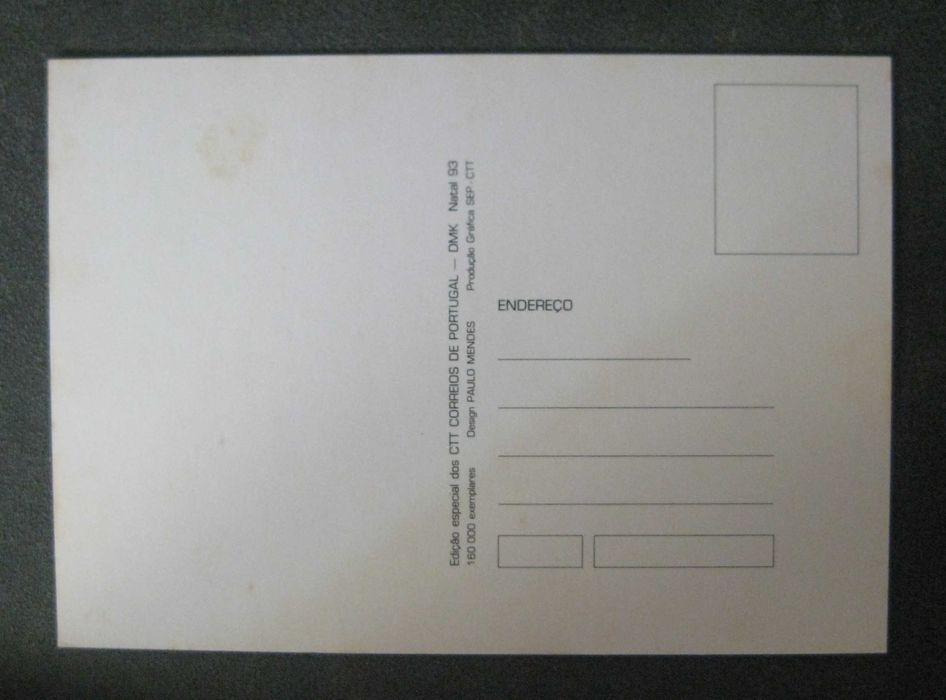 Edição especial dos CTT CORREIOS DE PORTUGAL — DMK Natal 93
160 000 exemplares Design PAULO MENDES Produção Gráfica SEP. CTT
ENDEREÇO